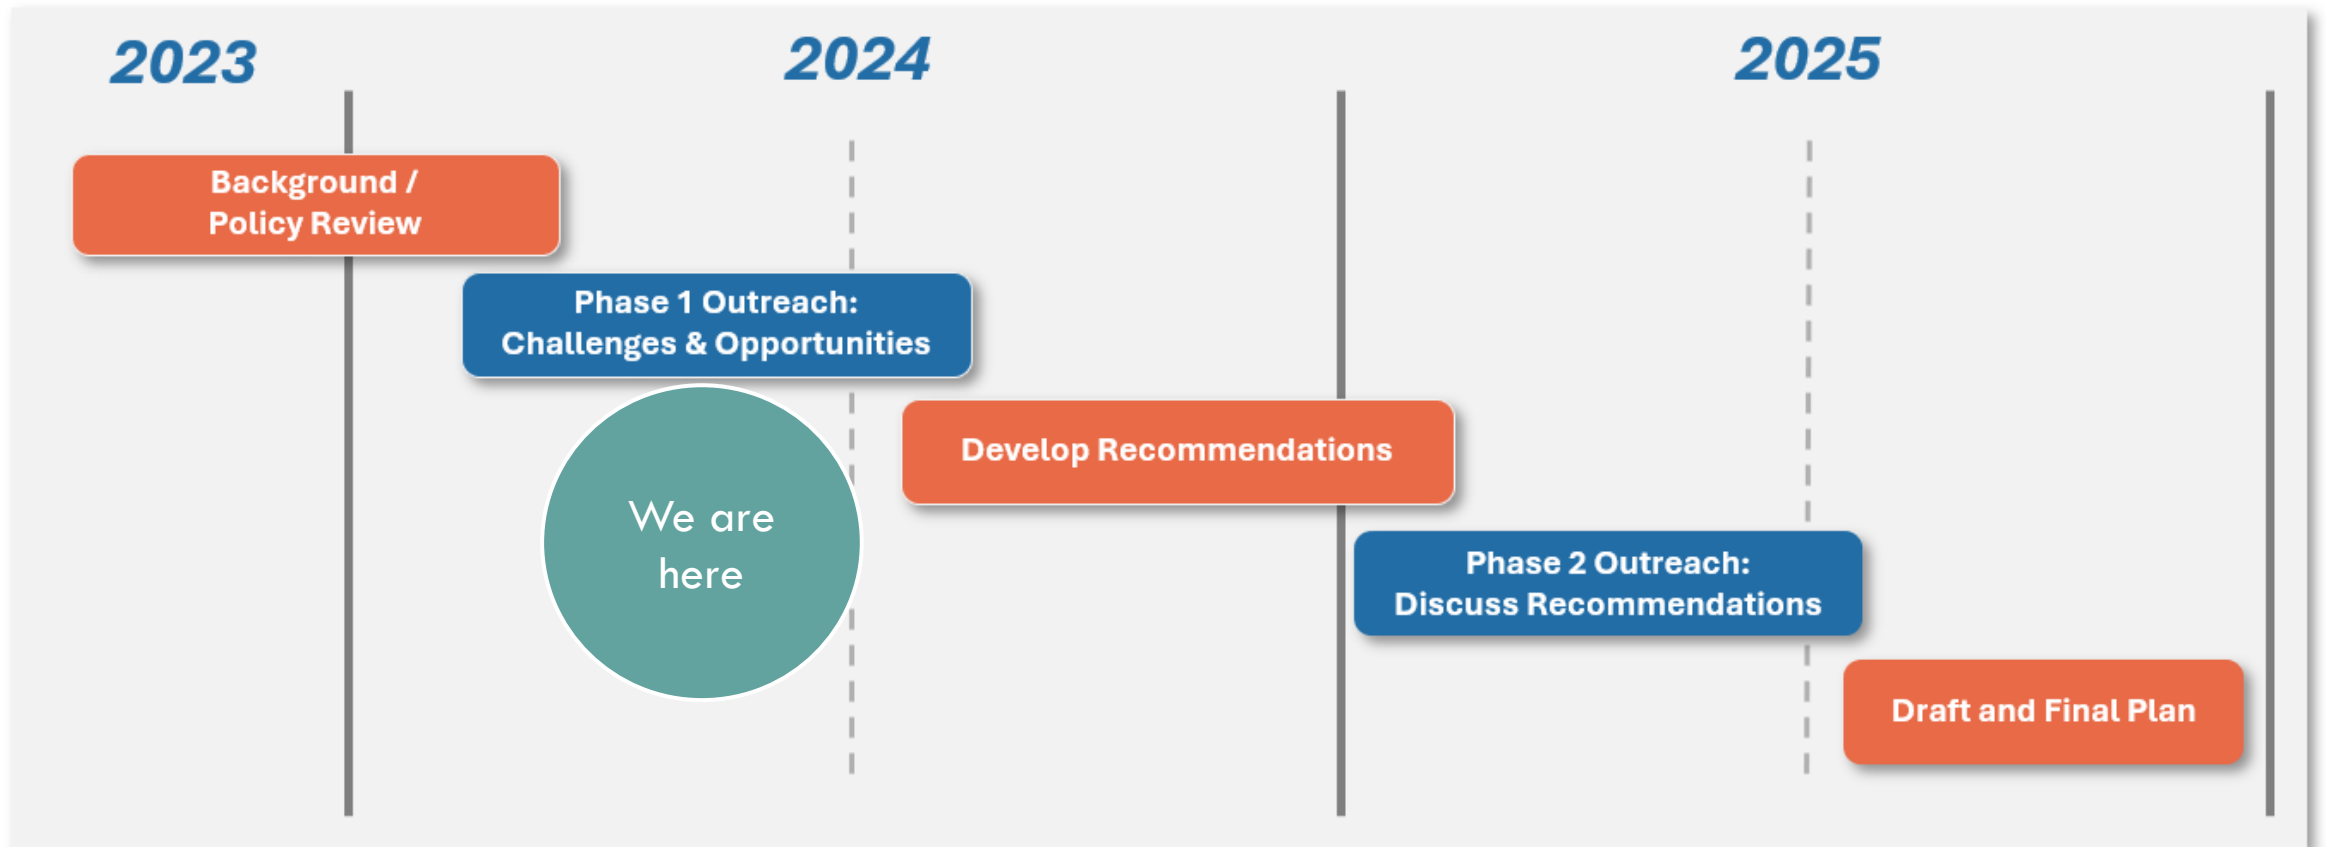 2023
2024
2025
Background /
Policy Review
Phase 1 Outreach:
Challenges & Opportunities
Develop Recommendations
We are
here
Phase 2 Outreach:
Discuss Recommendations
Draft and Final Plan